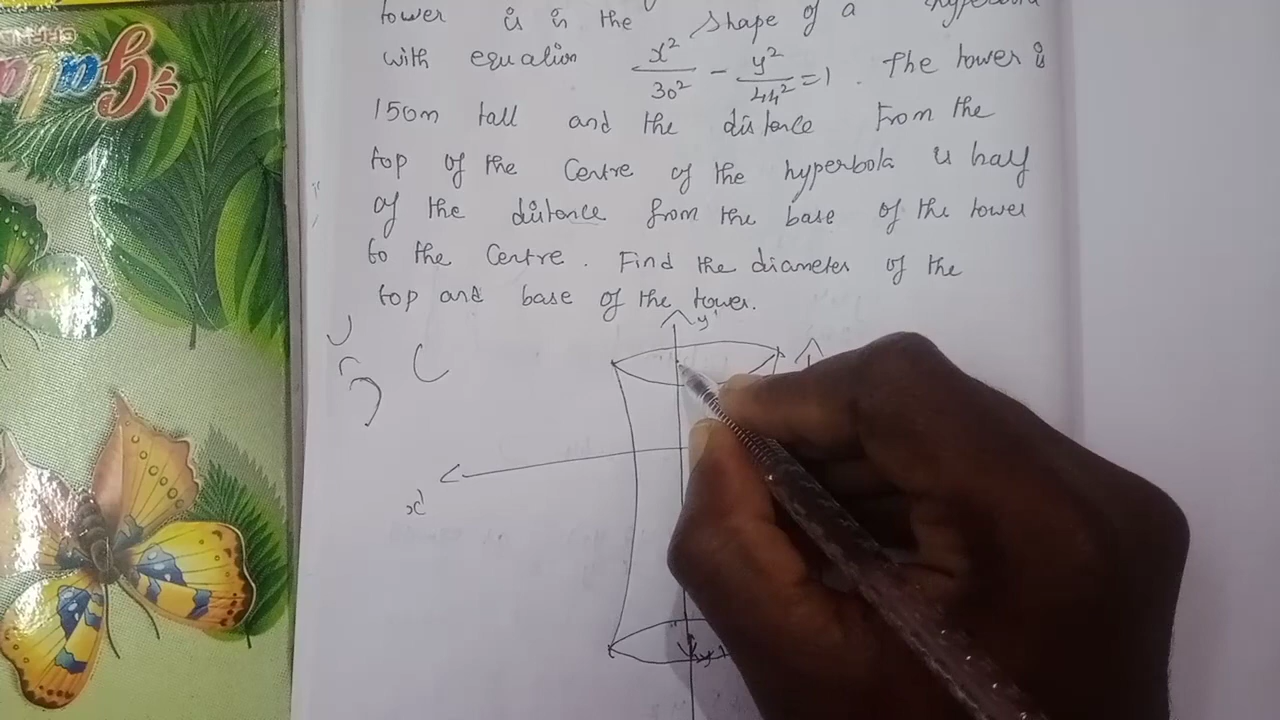 tower is in the shape of a
with equation x²/30² - y²/44² = 1 . The tower is
150m tall and the distance from the
top of the Centre of the hyperbola is half
of the distance from the base of the tower
to the Centre . Find the diameter of the
top and base of the tower.
y'
x'